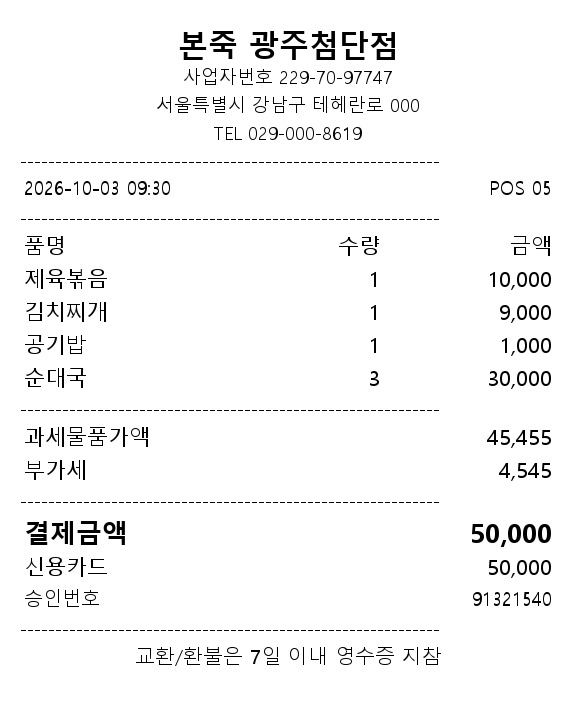 본죽 광주첨단점
사업자번호 229-70-97747
서울특별시 강남구 테헤란로 000
TEL 029-000-8619
2026-10-03 09:30 POS 05
품명 수량 금액
제육볶음 1 10,000
김치찌개 1 9,000
공기밥 1 1,000
순대국 3 30,000
과세물품가액 45,455
부가세 4,545
결제금액 50,000
신용카드 50,000
승인번호 91321540
교환/환불은 7일 이내 영수증 지참